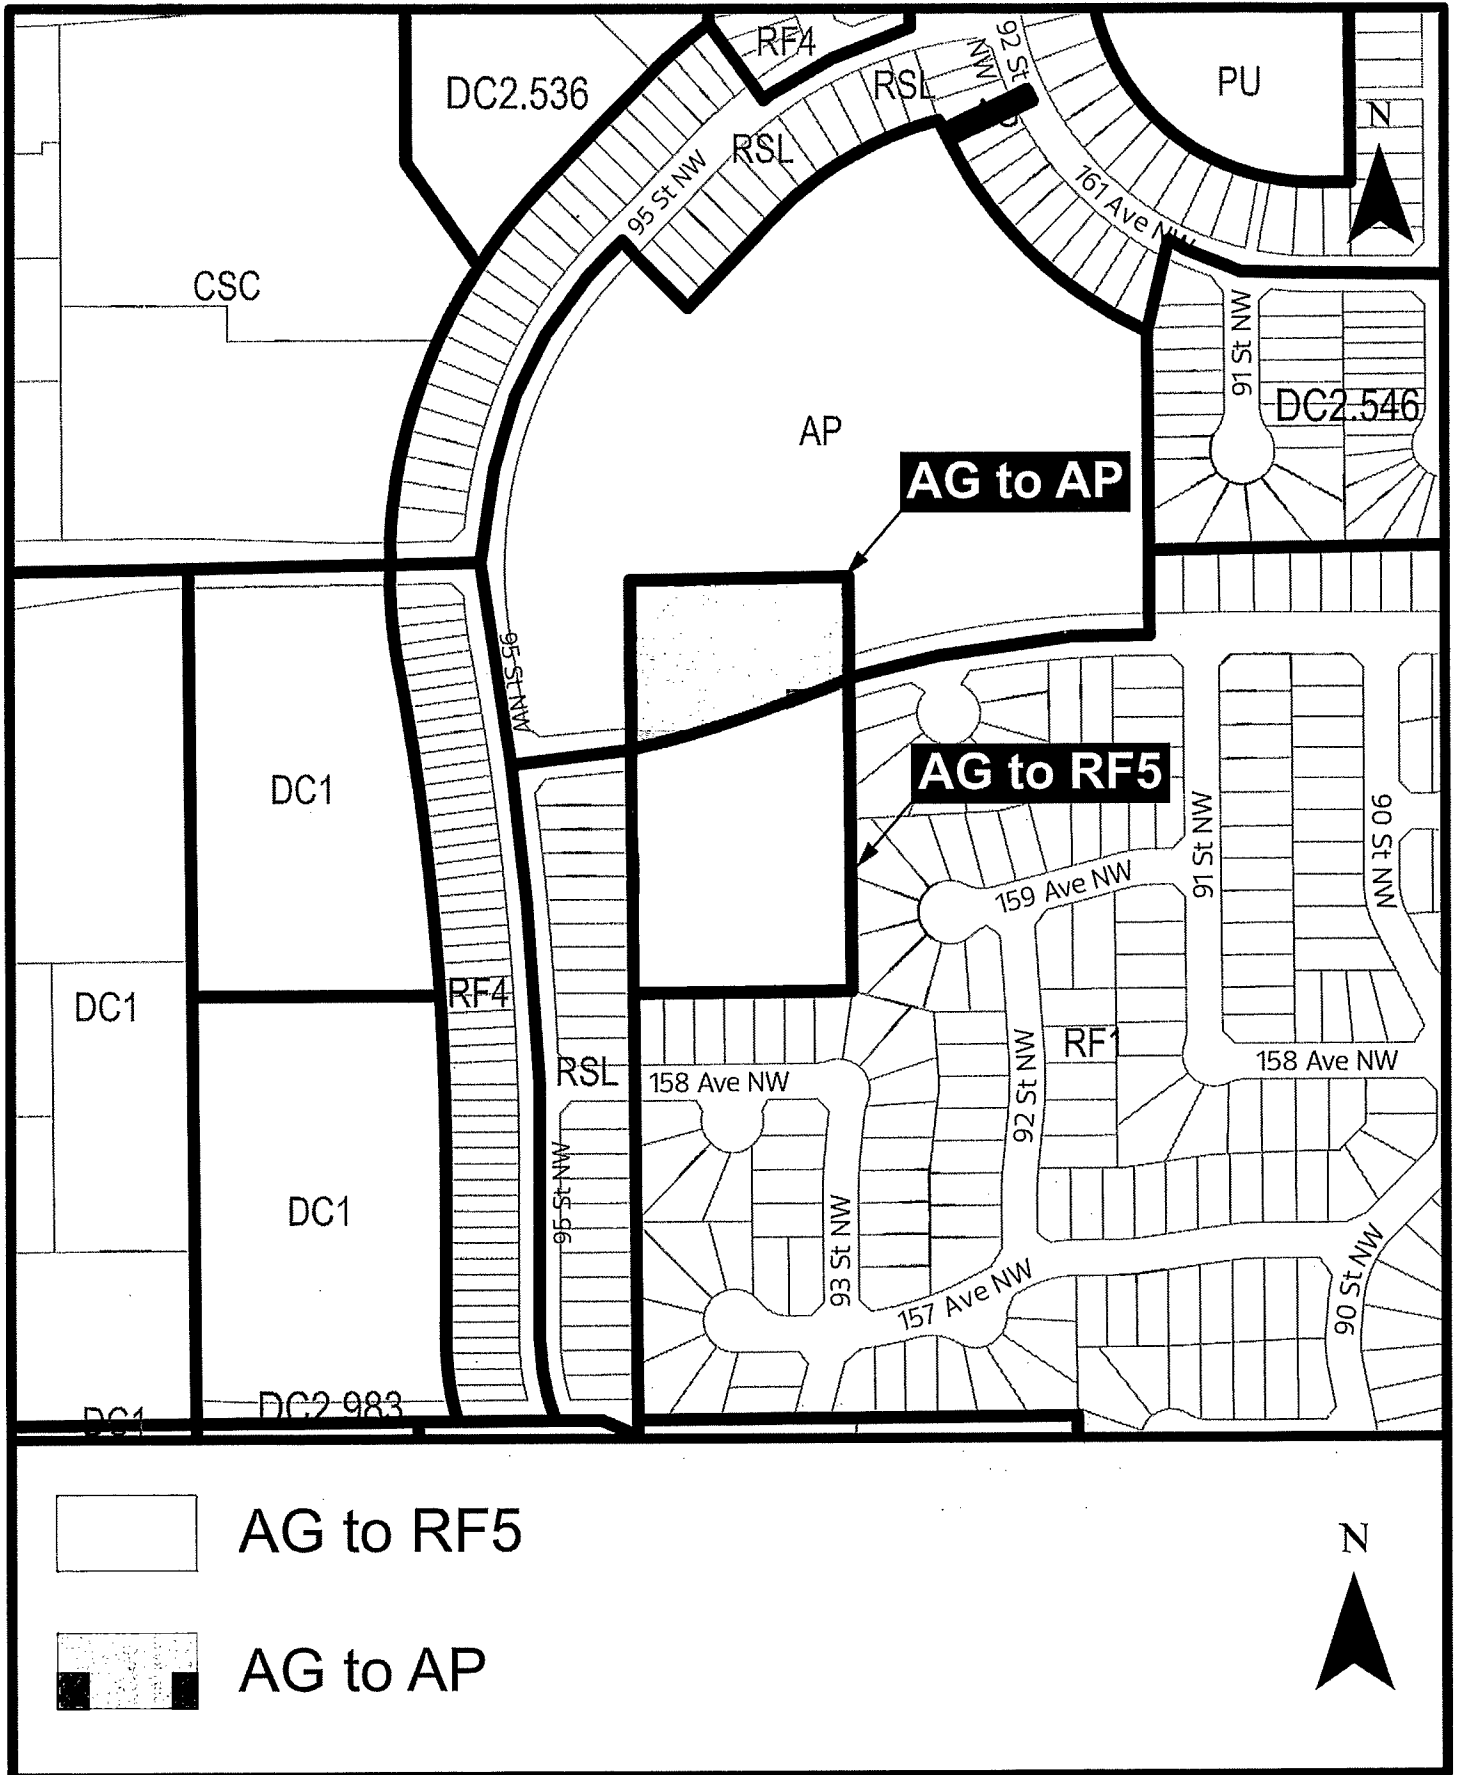 RF4
92 St
NW
DC2.536
RSL
PU
N
RSL
95 St NW
161 Ave NW
CSC
91 St NW
DC2.546
AP
AG to AP
95 St NW
DC1
AG to RF5
91 St NW
90 St NW
159 Ave NW
DC1
RF4
RF1
RSL
158 Ave NW
92 St NW
158 Ave NW
DC1
95 St NW
93 St NW
157 Ave NW
90 St NW
DC1
DC2.983
AG to RF5
N
AG to AP